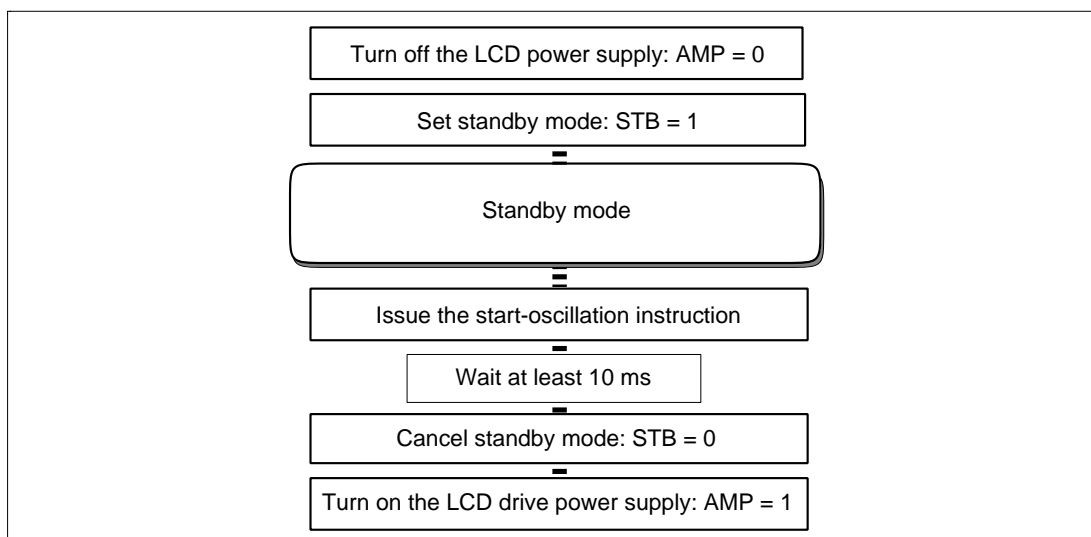 Turn off the LCD power supply: AMP = 0
Set standby mode: STB = 1
Standby mode
Issue the start-oscillation instruction
Wait at least 10 ms
Cancel standby mode: STB = 0
Turn on the LCD drive power supply: AMP = 1